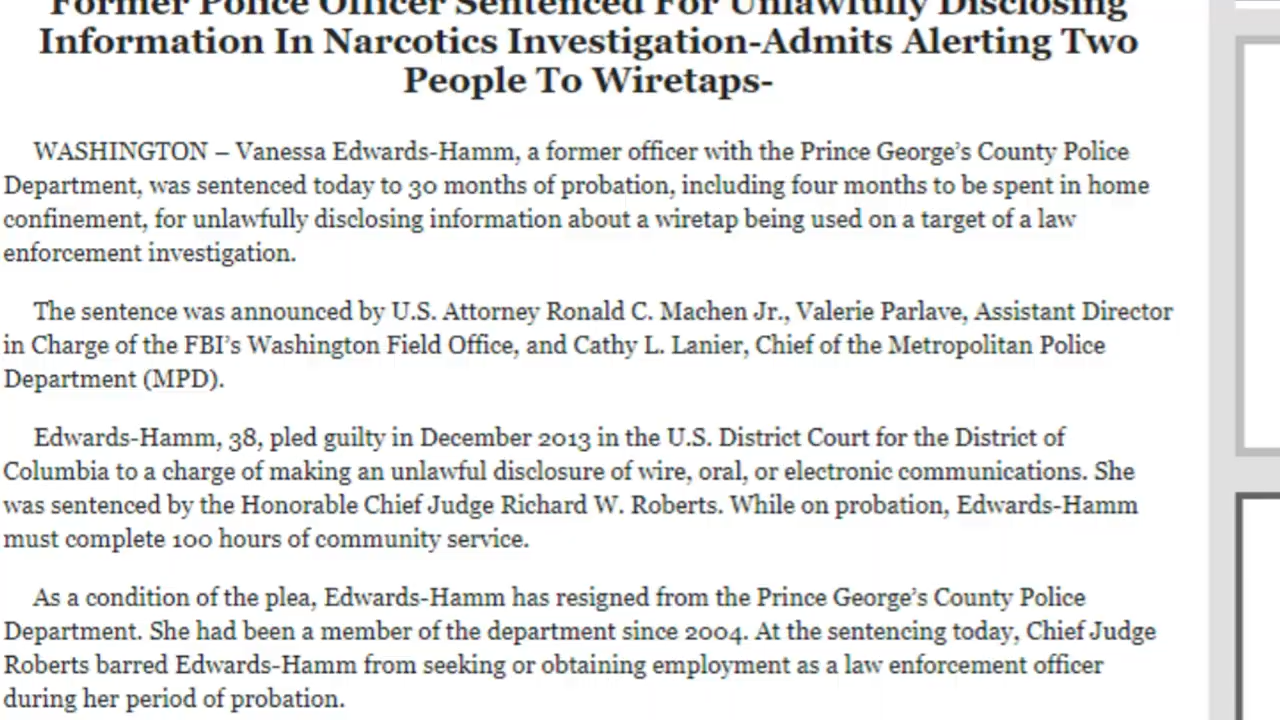 Former Police Officer Sentenced For Unlawfully Disclosing
Information In Narcotics Investigation-Admits Alerting Two
People To Wiretaps-
WASHINGTON – Vanessa Edwards-Hamm, a former officer with the Prince George’s County Police
Department, was sentenced today to 30 months of probation, including four months to be spent in home
confinement, for unlawfully disclosing information about a wiretap being used on a target of a law
enforcement investigation.
The sentence was announced by U.S. Attorney Ronald C. Machen Jr., Valerie Parlave, Assistant Director
in Charge of the FBI’s Washington Field Office, and Cathy L. Lanier, Chief of the Metropolitan Police
Department (MPD).
Edwards-Hamm, 38, pled guilty in December 2013 in the U.S. District Court for the District of
Columbia to a charge of making an unlawful disclosure of wire, oral, or electronic communications. She
was sentenced by the Honorable Chief Judge Richard W. Roberts. While on probation, Edwards-Hamm
must complete 100 hours of community service.
As a condition of the plea, Edwards-Hamm has resigned from the Prince George’s County Police
Department. She had been a member of the department since 2004. At the sentencing today, Chief Judge
Roberts barred Edwards-Hamm from seeking or obtaining employment as a law enforcement officer
during her period of probation.